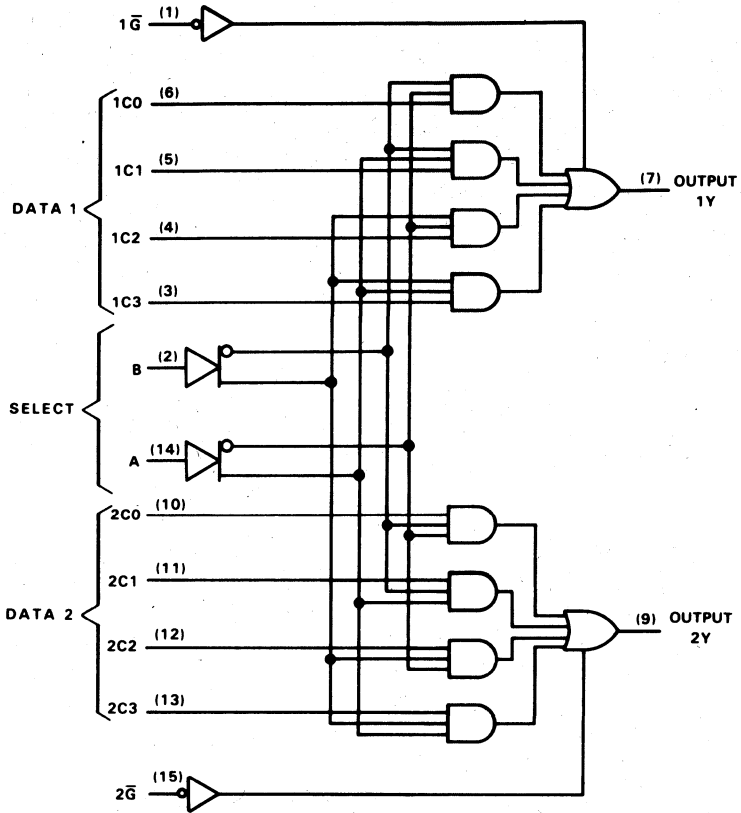 1G̅ (1)
1C0 (6)
1C1 (5)
DATA 1
(7) OUTPUT
1Y
1C2 (4)
1C3 (3)
B (2)
SELECT
A (14)
2C0 (10)
2C1 (11)
DATA 2
(9) OUTPUT
2Y
2C2 (12)
2C3 (13)
2G̅ (15)